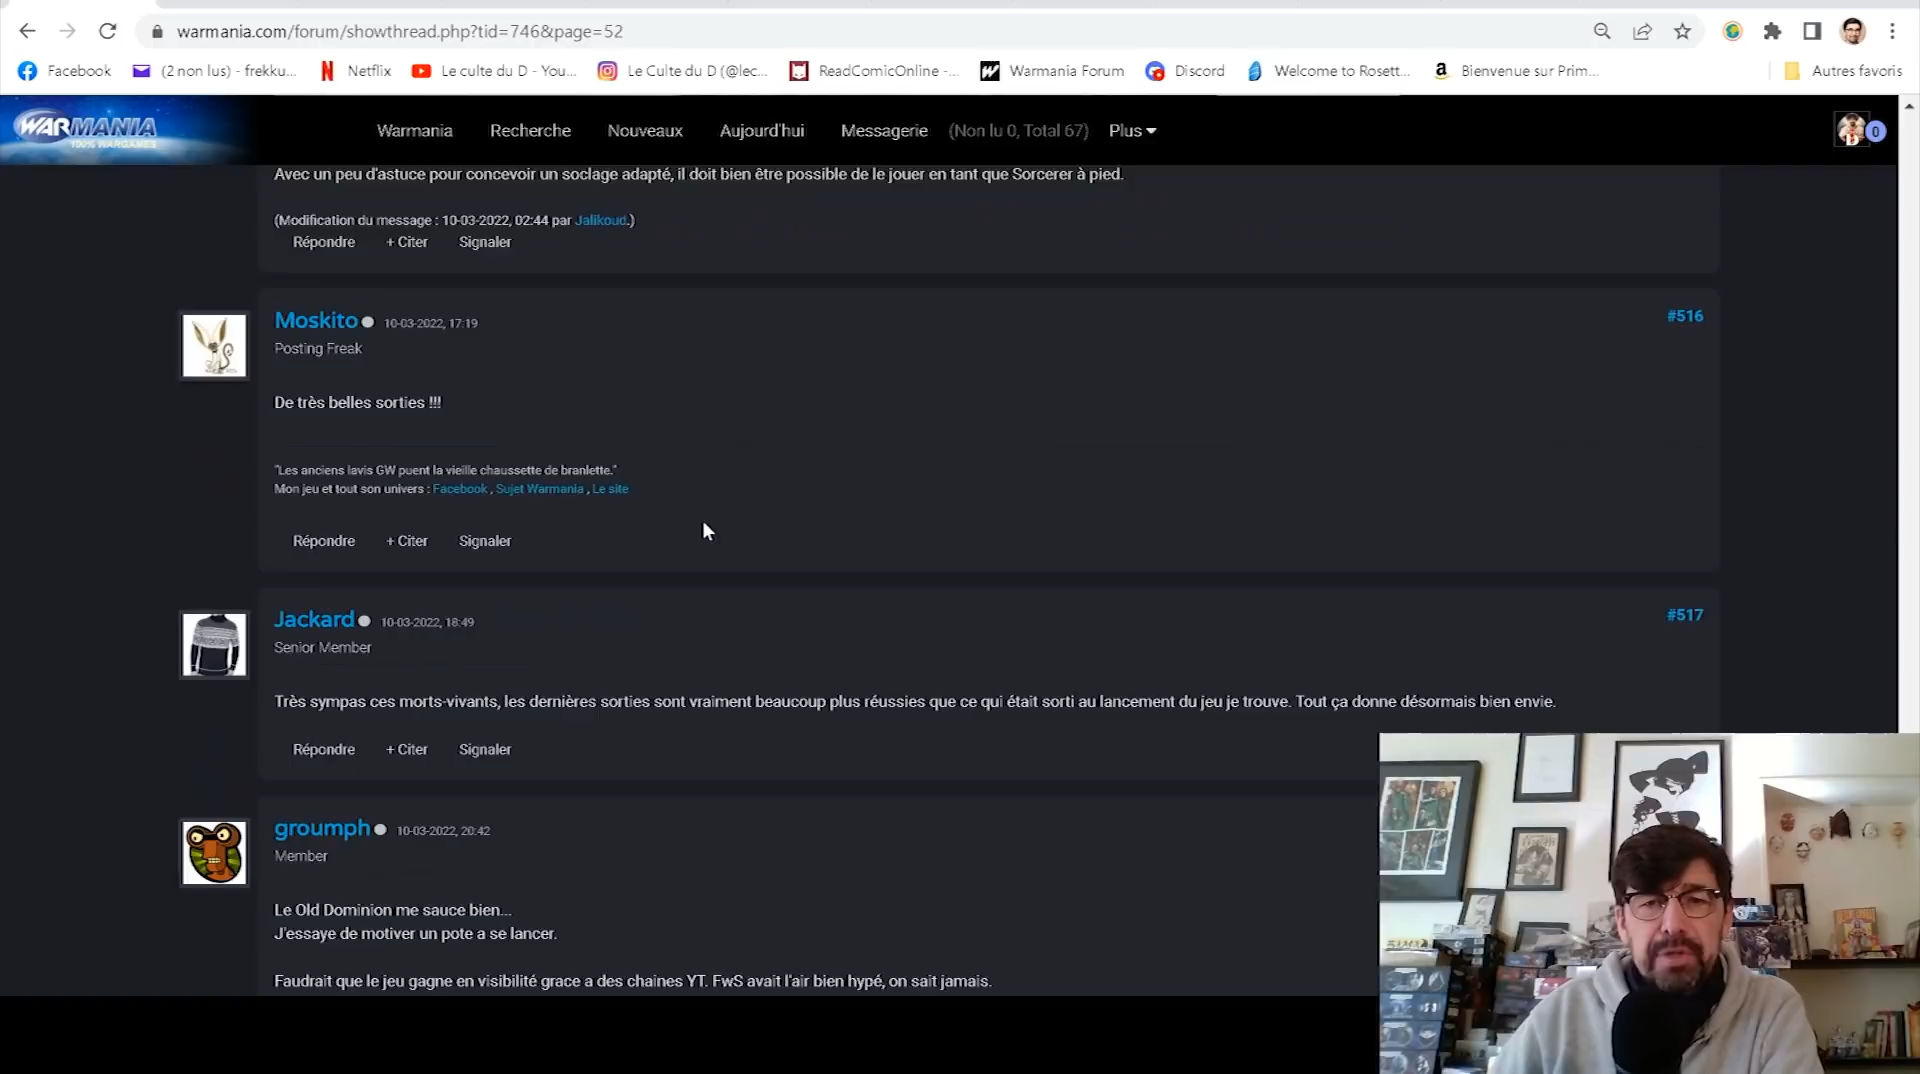 warmania.com/forum/showthread.php?tid=746&page=52
Facebook
(2 non lus) - frekku...
Netflix
Le culte du D - You...
Le Culte du D (@lec...
ReadComicOnline -...
Warmania Forum
Discord
Welcome to Rosett...
Bienvenue sur Prim...
Autres favoris
WARMANIA
100% WARGAMES
Warmania
Recherche
Nouveaux
Aujourd'hui
Messagerie
(Non lu 0, Total 67)
Plus
0
Avec un peu d'astuce pour concevoir un soclage adapté, il doit bien être possible de le jouer en tant que Sorcerer à pied.
(Modification du message : 10-03-2022, 02:44 par Jalikoud.)
Répondre + Citer Signaler
Moskito 10-03-2022, 17:19 #516
Posting Freak
De très belles sorties !!!
"Les anciens lavis GW puent la vieille chaussette de branlette."
Mon jeu et tout son univers : Facebook , Sujet Warmania , Le site
Répondre + Citer Signaler
Jackard 10-03-2022, 18:49 #517
Senior Member
Très sympas ces morts-vivants, les dernières sorties sont vraiment beaucoup plus réussies que ce qui était sorti au lancement du jeu je trouve. Tout ça donne désormais bien envie.
Répondre + Citer Signaler
groumph 10-03-2022, 20:42
Member
Le Old Dominion me sauce bien...
J'essaye de motiver un pote a se lancer.
Faudrait que le jeu gagne en visibilité grace a des chaines YT. FwS avait l'air bien hypé, on sait jamais.